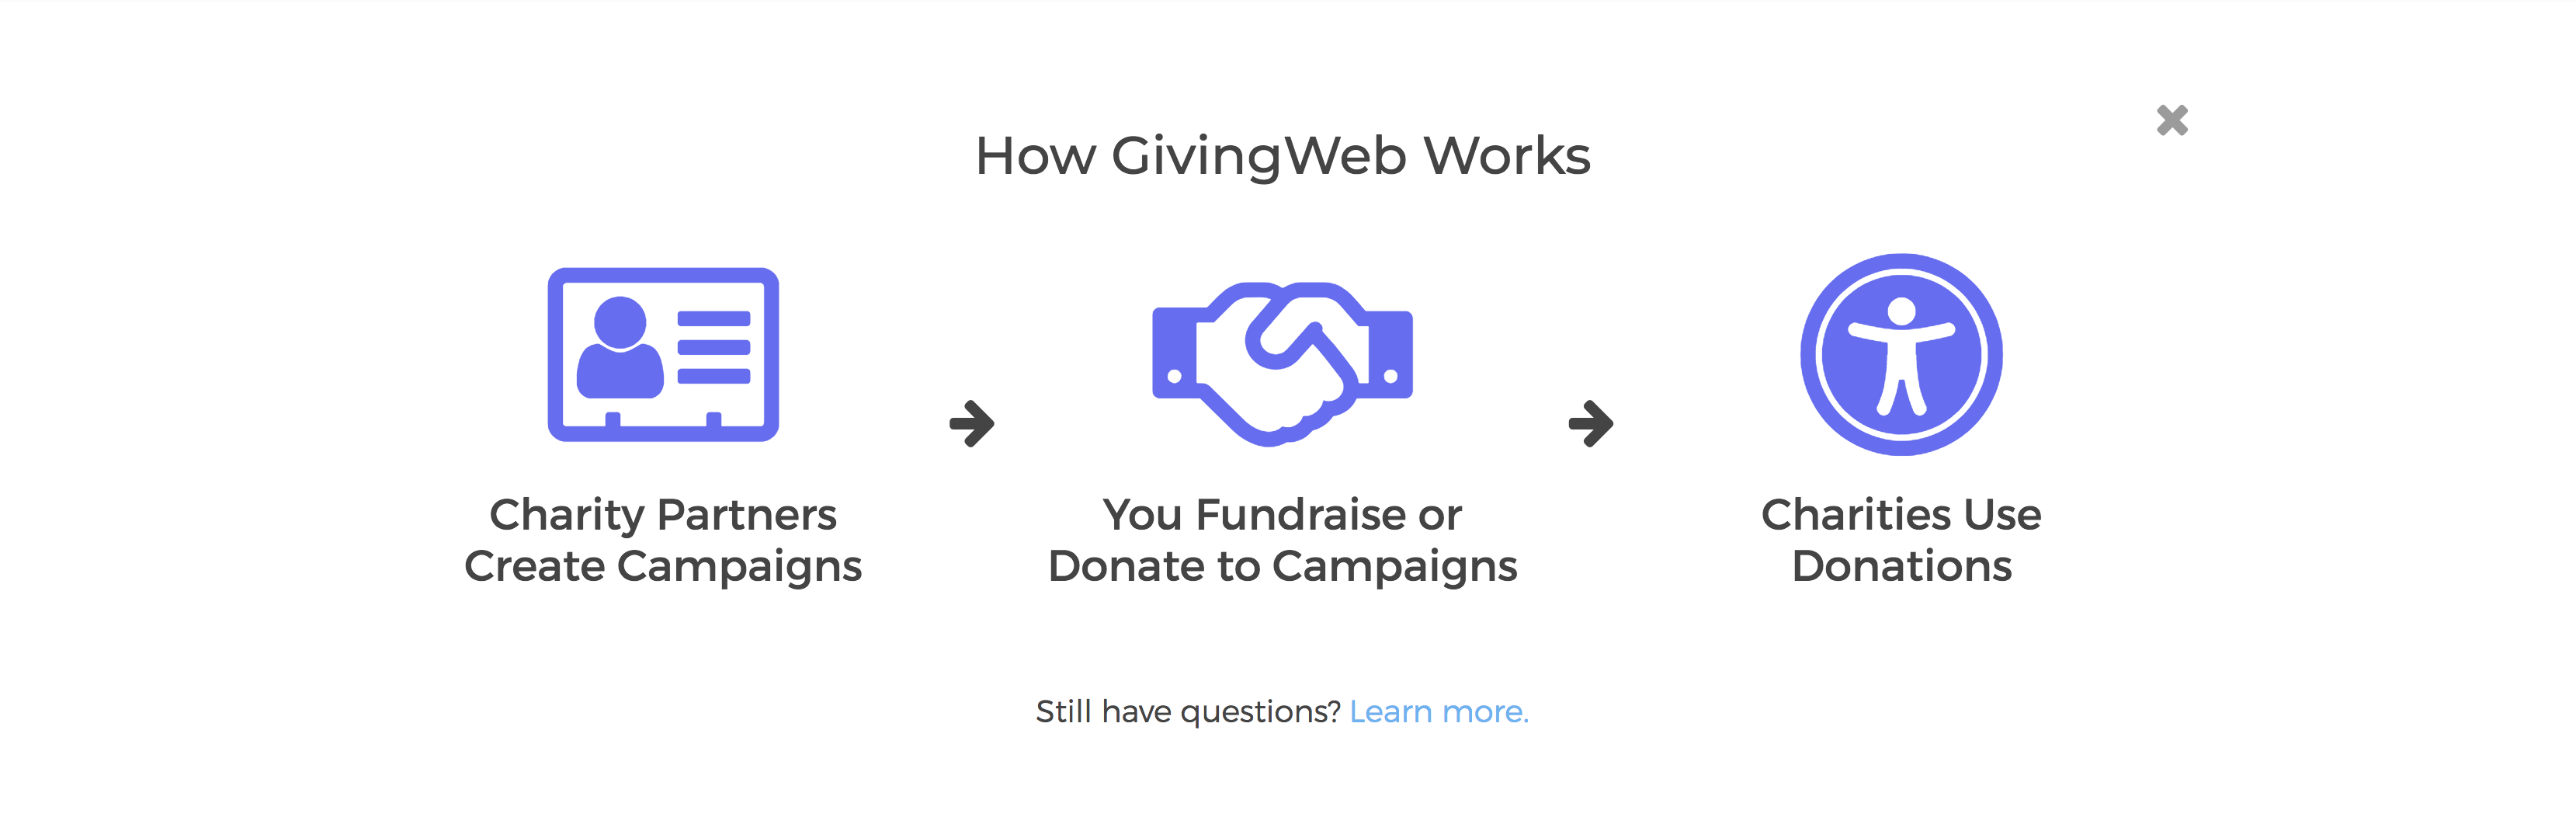 How GivingWeb Works
Charity Partners
Create Campaigns
You Fundraise or
Donate to Campaigns
Charities Use
Donations
Still have questions? Learn more.